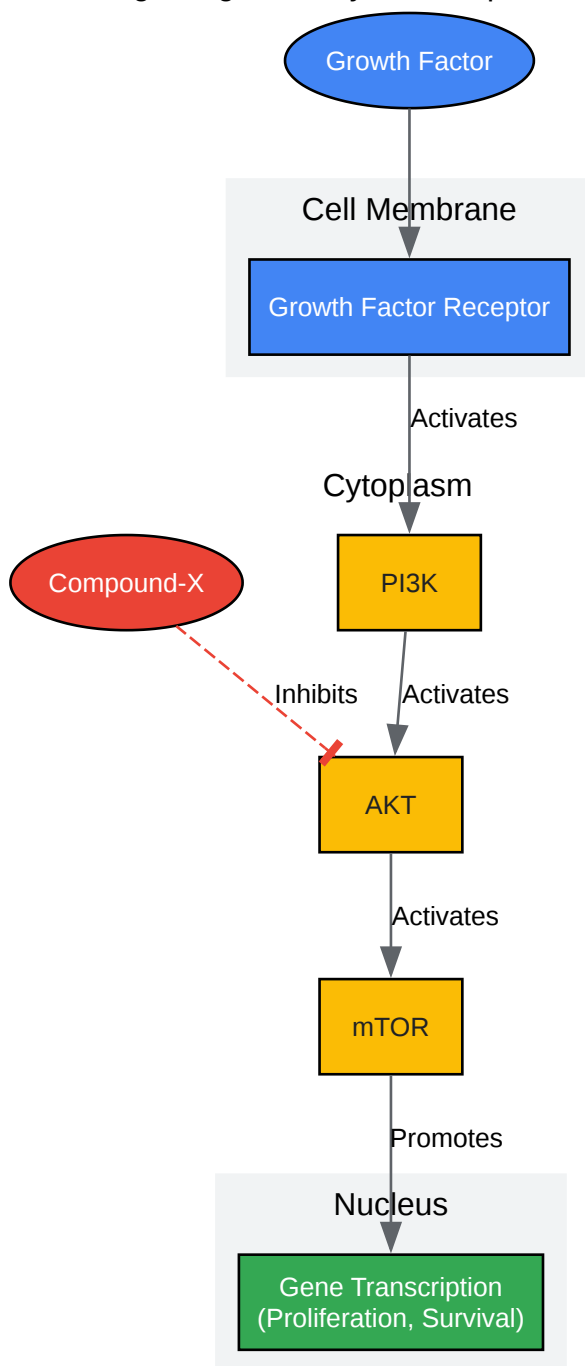 Growth Factor
Cell Membrane
Growth Factor Receptor
Activates
Cytoplasm
Compound-X
PI3K
Inhibits
Activates
AKT
Activates
mTOR
Promotes
Nucleus
Gene Transcription
(Proliferation, Survival)